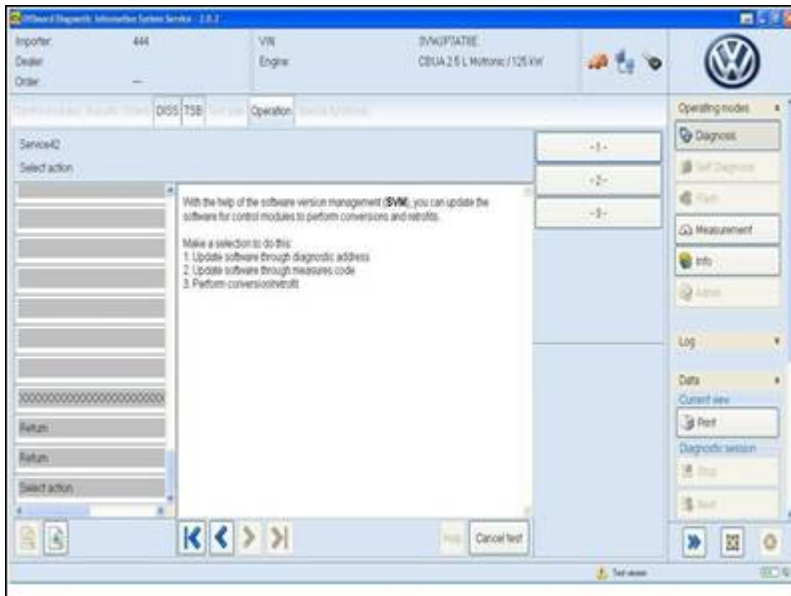 Offboard Diagnostic Information System Service - 2.0.2
Importer: 444
Dealer:
Order: ---
VIN
Engine
CBUA 2.5 L Motronic / 125 kW
DISS TSB Operation
Service42
Select action
With the help of the software version management (SVM), you can update the
software for control modules to perform conversions and retrofits.
Make a selection to do this:
1. Update software through diagnostic address
2. Update software through measures code
3. Perform conversion/retrofit
Return
Return
Select action
- 1 -
- 2 -
- 3 -
Cancel test
Operating modes
Diagnosis
Self Diagnosis
Flash
Measurement
Info
Admin
Log
Data
Current view
Print
Diagnostic session
Stop